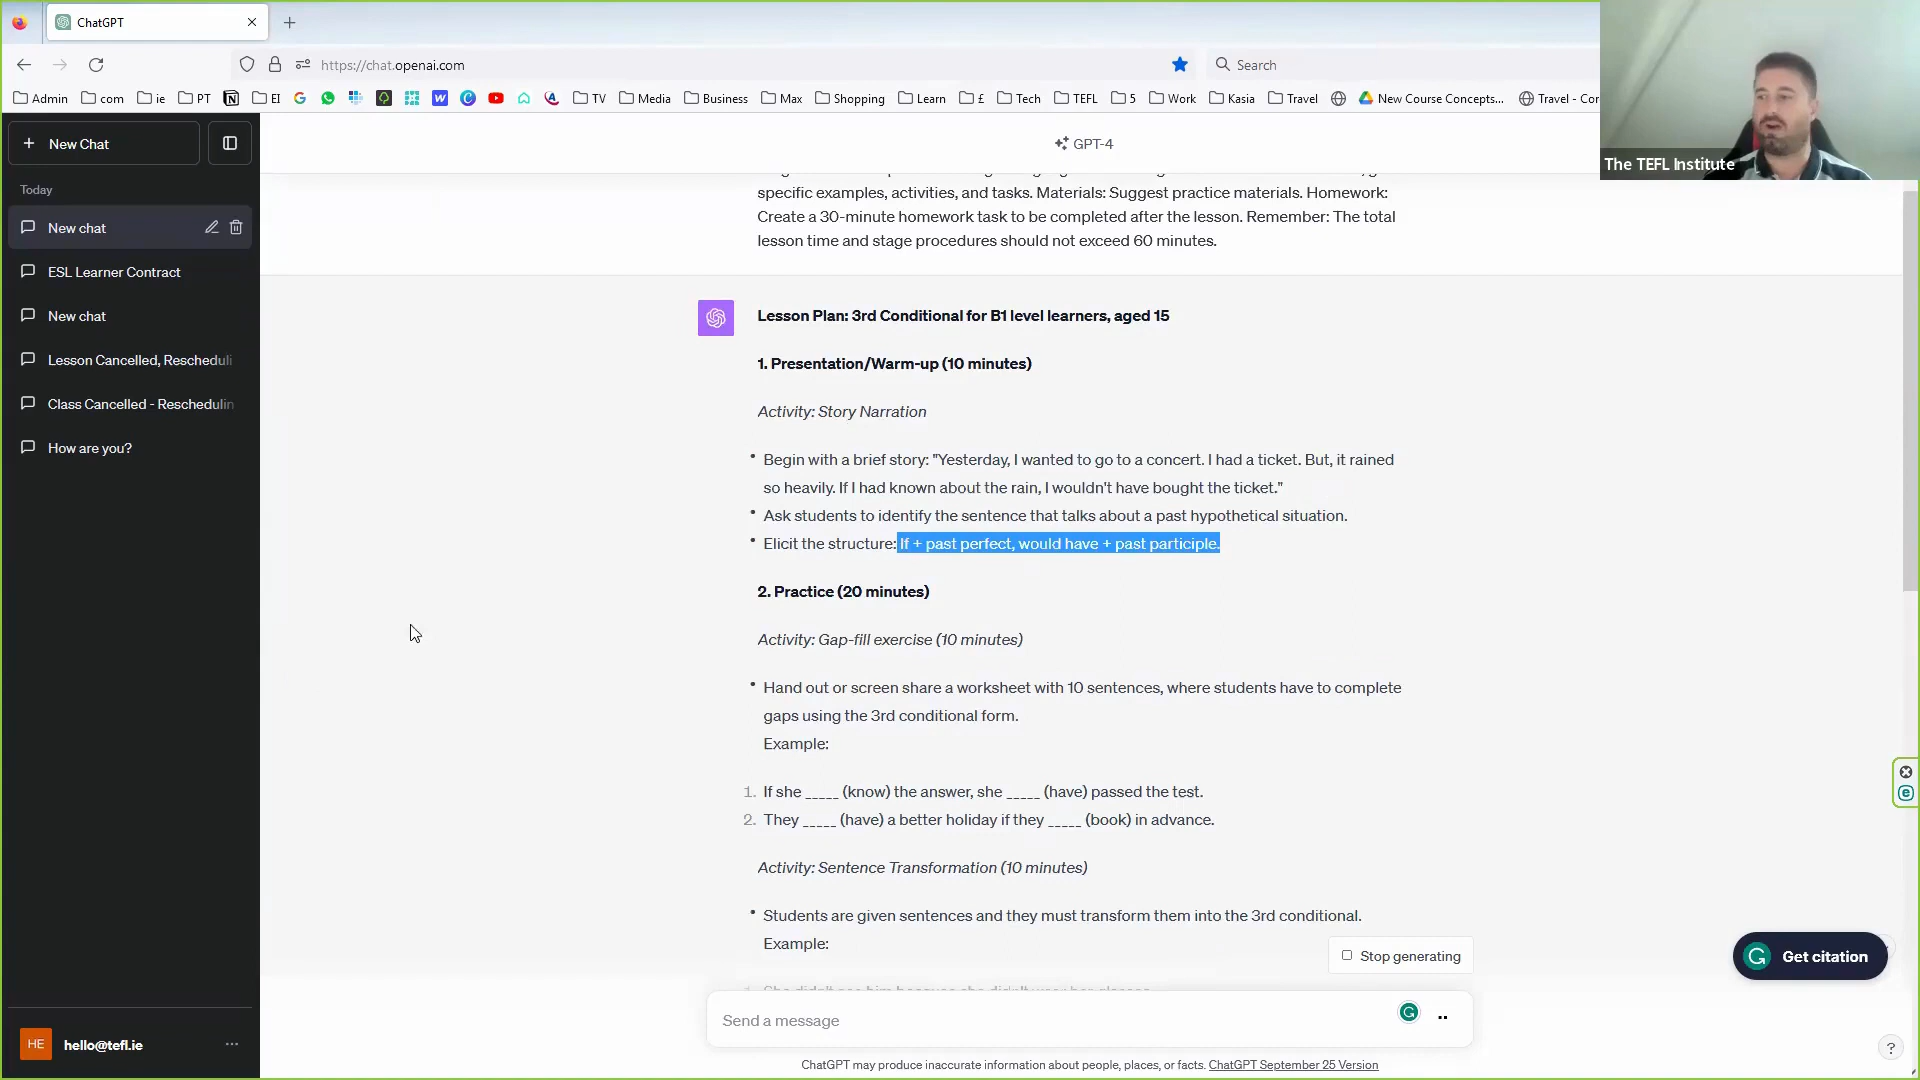 ChatGPT
https://chat.openai.com
Search
Admin
com
ie
PT
EI
TV
Media
Business
Max
Shopping
Learn
£
Tech
TEFL
5
Work
Kasia
Travel
New Course Concepts...
Travel - Cor
The TEFL Institute
New Chat
Today
New chat
ESL Learner Contract
New chat
Lesson Cancelled, Rescheduli
Class Cancelled - Reschedulin
How are you?
HE
hello@tefl.ie
GPT-4
specific examples, activities, and tasks. Materials: Suggest practice materials. Homework:
Create a 30-minute homework task to be completed after the lesson. Remember: The total
lesson time and stage procedures should not exceed 60 minutes.
Lesson Plan: 3rd Conditional for B1 level learners, aged 15
1. Presentation/Warm-up (10 minutes)
Activity: Story Narration
• Begin with a brief story: "Yesterday, I wanted to go to a concert. I had a ticket. But, it rained
so heavily. If I had known about the rain, I wouldn't have bought the ticket."
• Ask students to identify the sentence that talks about a past hypothetical situation.
• Elicit the structure: If + past perfect, would have + past participle.
2. Practice (20 minutes)
Activity: Gap-fill exercise (10 minutes)
• Hand out or screen share a worksheet with 10 sentences, where students have to complete
gaps using the 3rd conditional form.
Example:
1. If she _____ (know) the answer, she _____ (have) passed the test.
2. They _____ (have) a better holiday if they _____ (book) in advance.
Activity: Sentence Transformation (10 minutes)
• Students are given sentences and they must transform them into the 3rd conditional.
Example:
Stop generating
Get citation
Send a message
ChatGPT may produce inaccurate information about people, places, or facts. ChatGPT September 25 Version
?